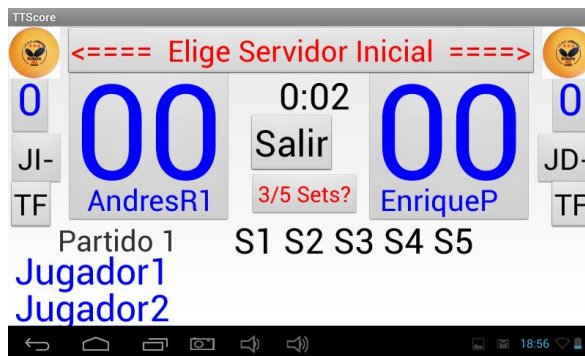 TTScore
<==== Elige Servidor Inicial ====>
0 00 0:02 00 0
JI- Salir JD-
TF AndresR1 3/5 Sets? EnriqueP TF
Partido 1 S1 S2 S3 S4 S5
Jugador1
Jugador2
18:56